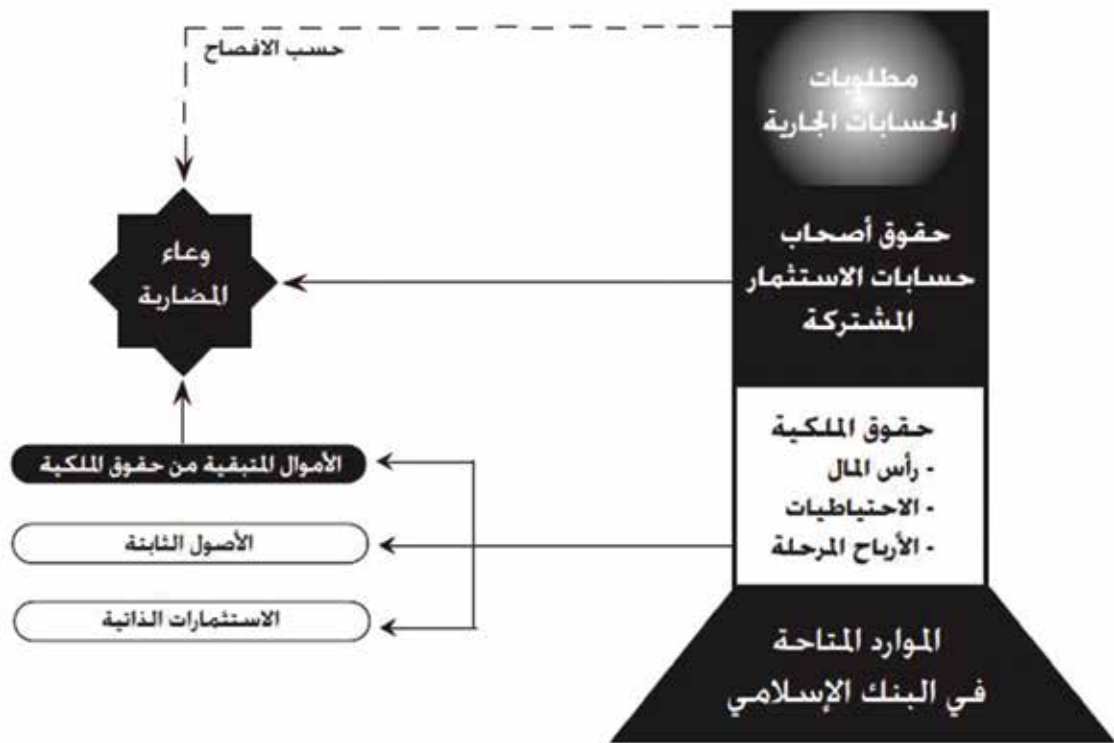 حسب الافصاح
مطلوبات
الحسابات الجارية
حقوق أصحاب
حسابات الاستثمار
المشتركة
وعاء
المضاربة
حقوق الملكية
- رأس المال
- الاحتياطيات
- الأرباح المرحلة
الأموال المتبقية من حقوق الملكية
الأصول الثابتة
الاستثمارات الذاتية
الموارد المتاحة
في البنك الإسلامي